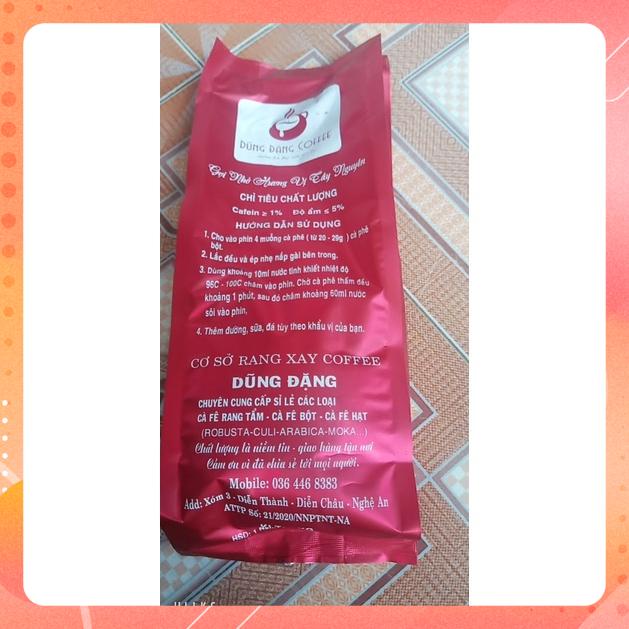 DŨNG ĐẶNG COFFEE
Gợi Nhớ Hương Vị Tây Nguyên
CHỈ TIÊU CHẤT LƯỢNG
Cafein ≥ 1% Độ ẩm ≤ 5%
HƯỚNG DẪN SỬ DỤNG
1. Cho vào phin 4 muỗng cà phê ( từ 20 - 29g ) cà phê
bột.
2. Lắc đều và ép nhẹ nắp gài bên trong.
3. Dùng khoảng 10ml nước tinh khiết nhiệt độ
96C - 100C châm vào phin. Chờ cà phê thấm đều
khoảng 1 phút, sau đó châm khoảng 60ml nước
sôi vào phin.
4. Thêm đường, sữa, đá tùy theo khẩu vị của bạn.
CƠ SỞ RANG XAY COFFEE
DŨNG ĐẶNG
CHUYÊN CUNG CẤP SỈ LẺ CÁC LOẠI
CÀ FÊ RANG TẨM - CÀ FÊ BỘT - CÀ FÊ HẠT
(ROBUSTA-CULI-ARABICA-MOKA...)
Chất lượng là niềm tin - giao hàng tận nơi
Cảm ơn vì đã chia sẻ tới mọi người.
Mobile: 036 446 8383
Add: Xóm 3 - Diễn Thành - Diễn Châu - Nghệ An
ATTP Số: 21/2020/NNPTNT-NA
HSD: 1